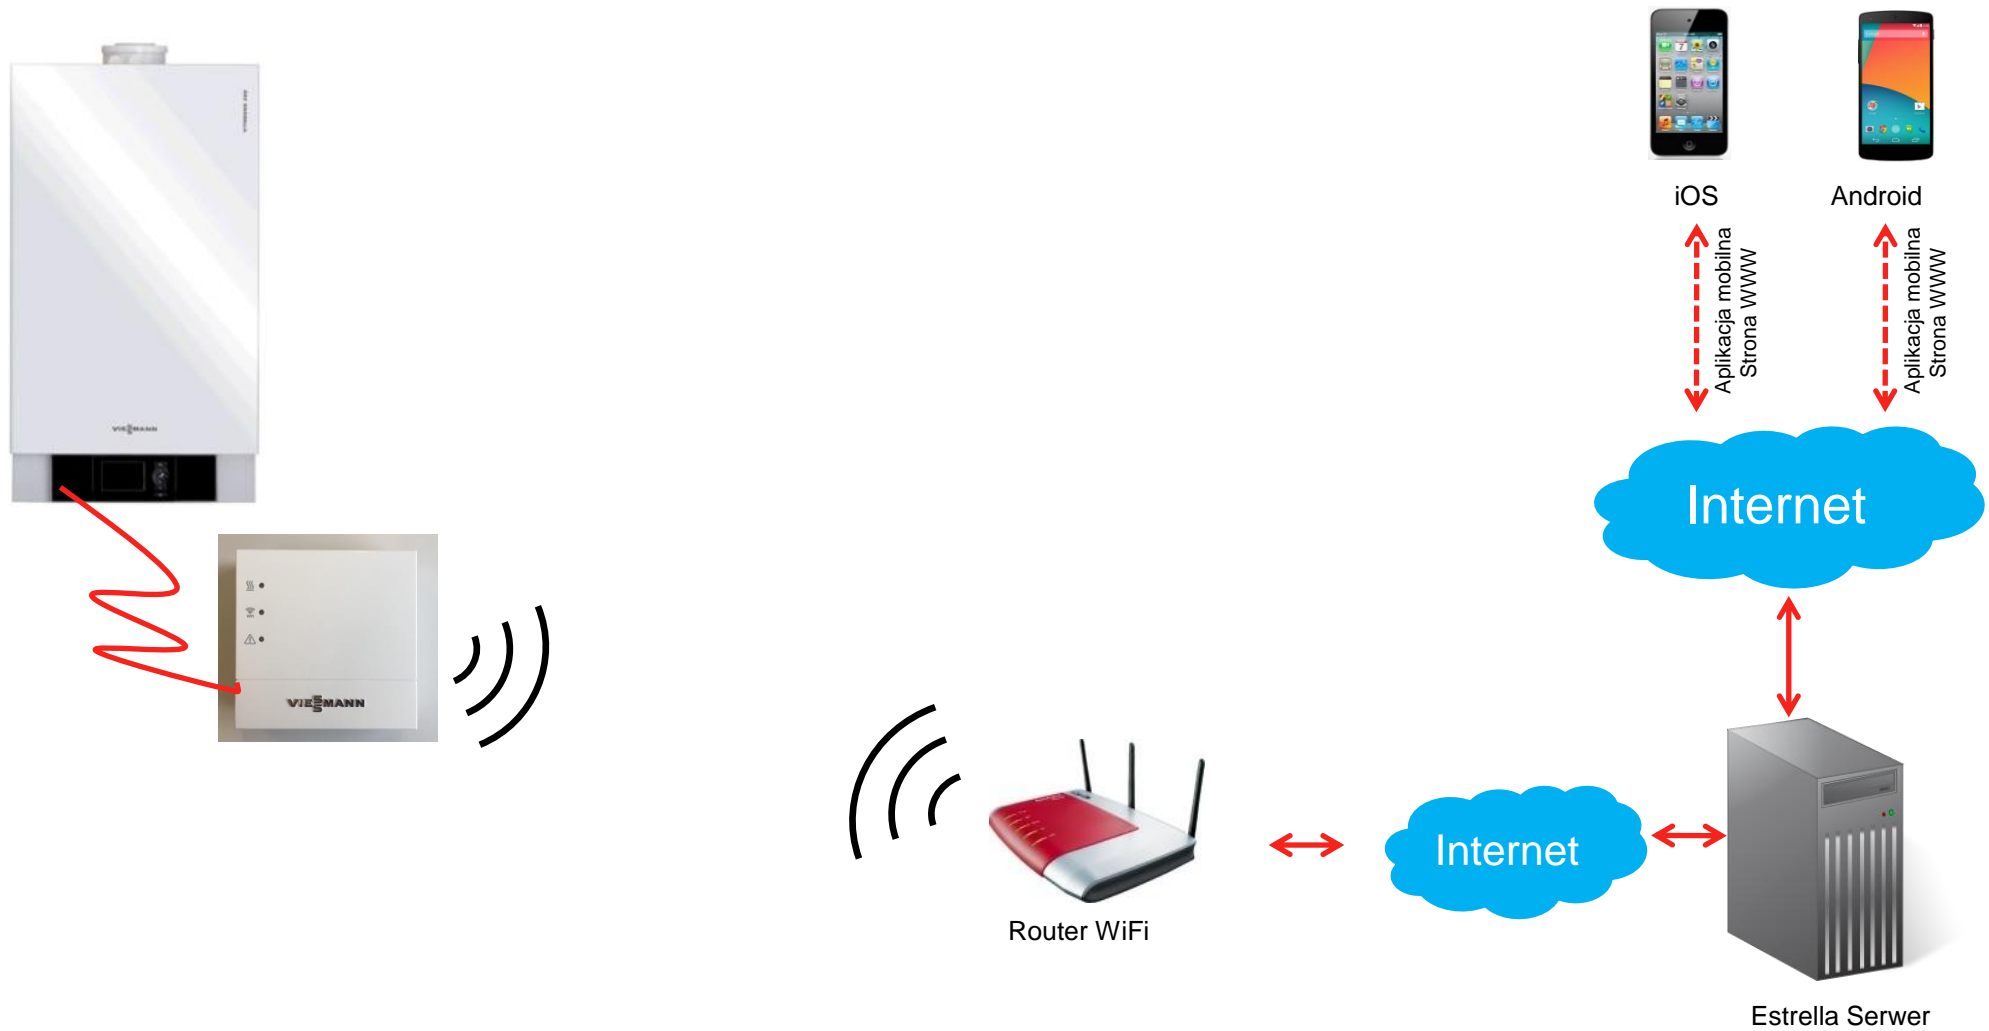 iOS
Android
Aplikacja mobilna
Strona WWW
Aplikacja mobilna
Strona WWW
VIESMANN
Internet
VIESMANN
Internet
Router WiFi
Estrella Serwer